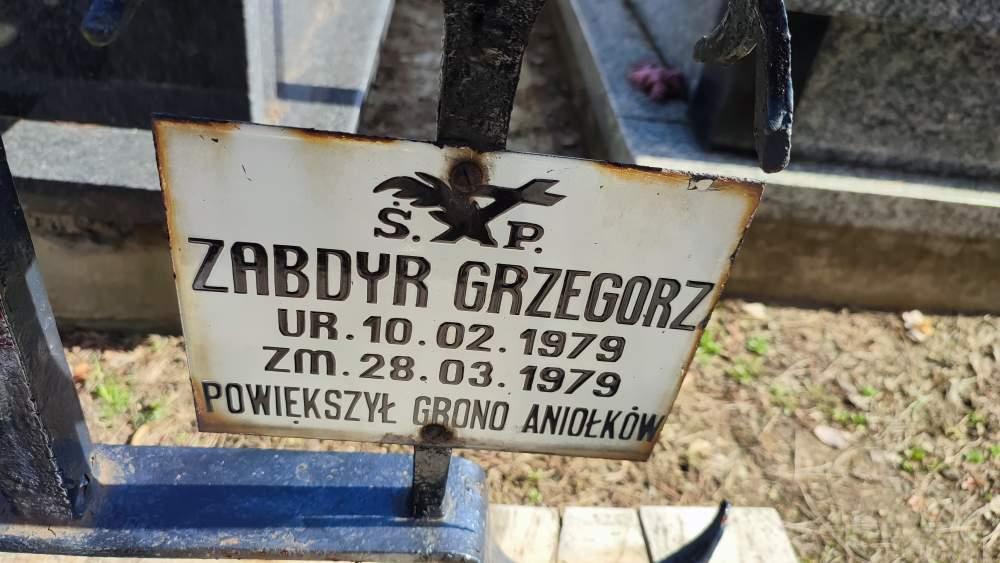 Ś. P.
ZABDYR GRZEGORZ
UR. 10.02.1979
ZM. 28.03.1979
POWIĘKSZYŁ GRONO ANIOŁKÓW